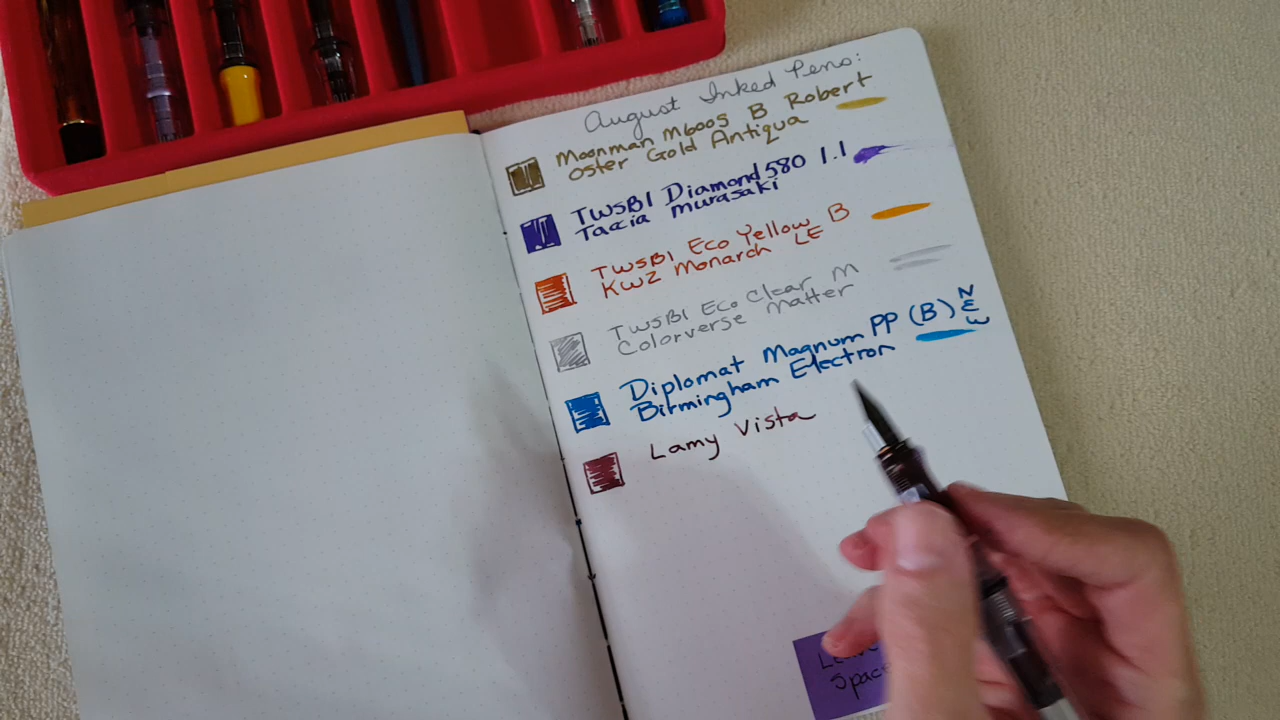 August Inked Pens:
Moonman M600S B Robert
Oster Gold Antiqua
TWSBI Diamond 580 1.1
Taccia Murasaki
TWSBI Eco Yellow B
KWZ Monarch LE
TWSBI Eco Clear M
Colorverse Matter
Diplomat Magnum PP (B) NEW
Birmingham Electron
Lamy Vista